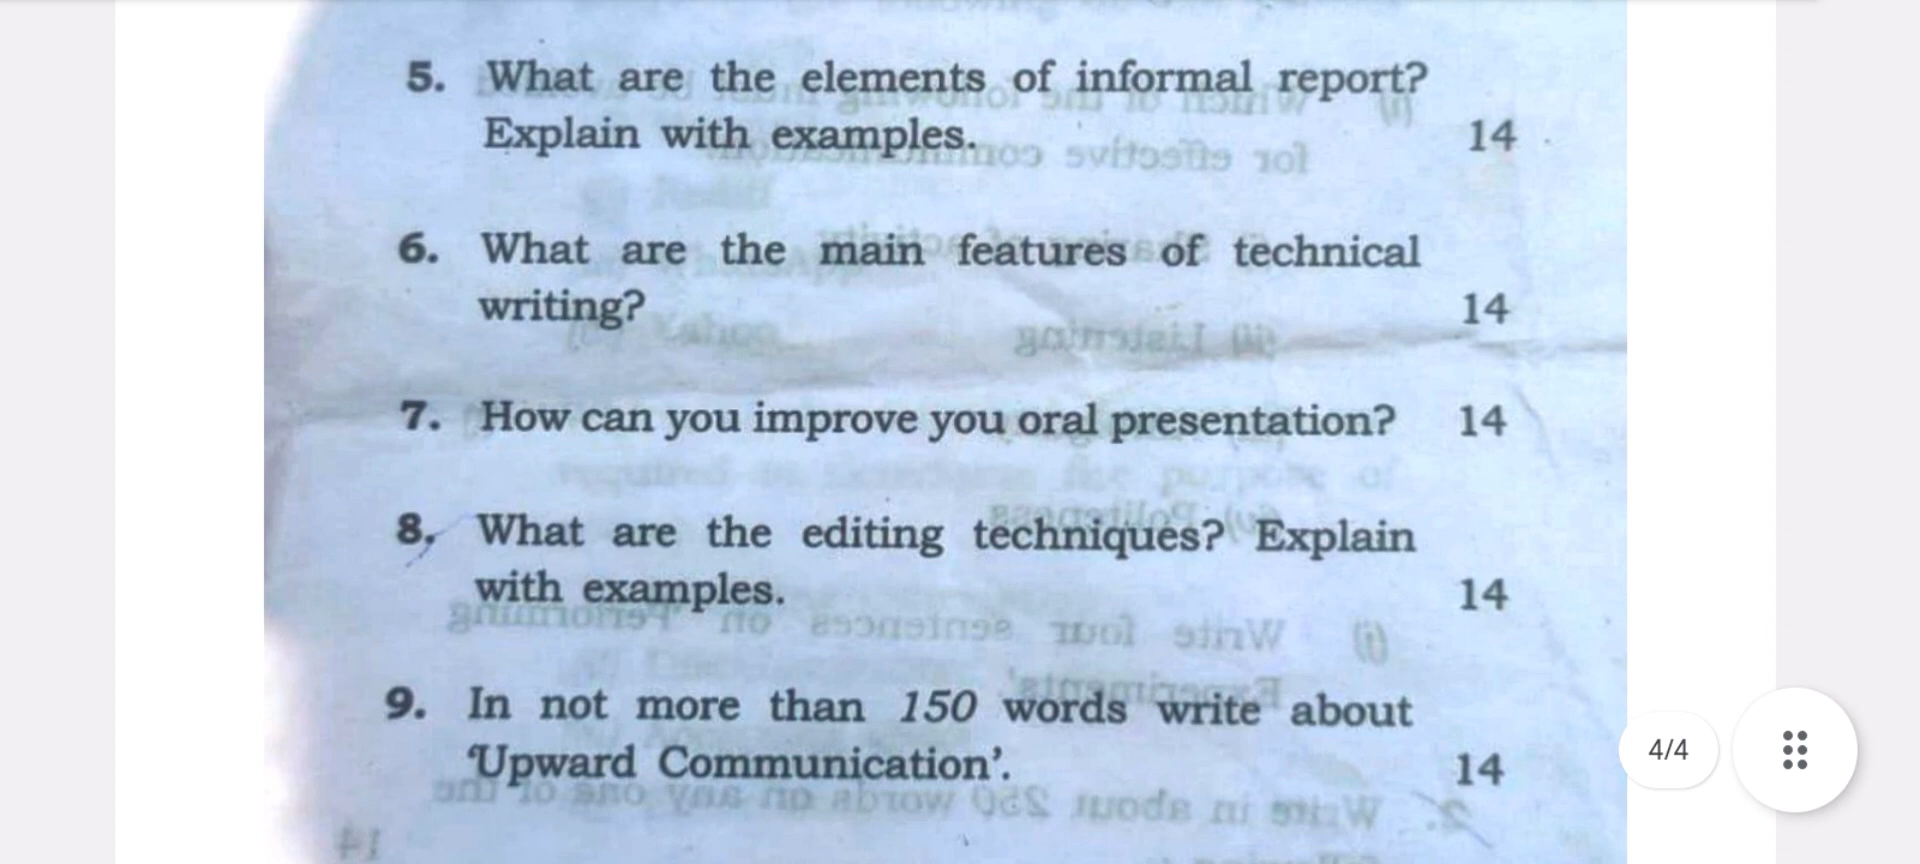 5. What are the elements of informal report?
Explain with examples. 14
6. What are the main features of technical
writing? 14
7. How can you improve you oral presentation? 14
8. What are the editing techniques? Explain
with examples. 14
9. In not more than 150 words write about
‘Upward Communication’. 14
4/4